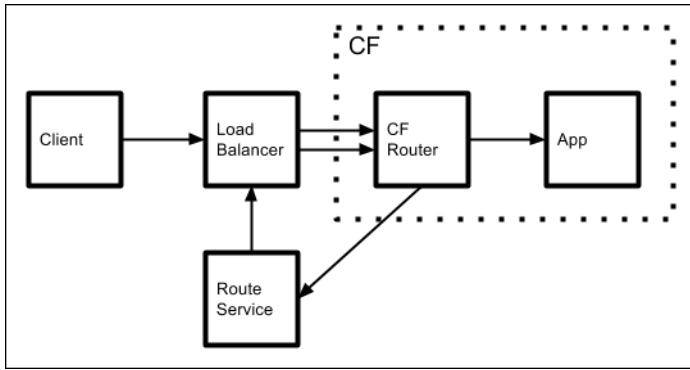 CF
Client
Load
Balancer
CF
Router
App
Route
Service